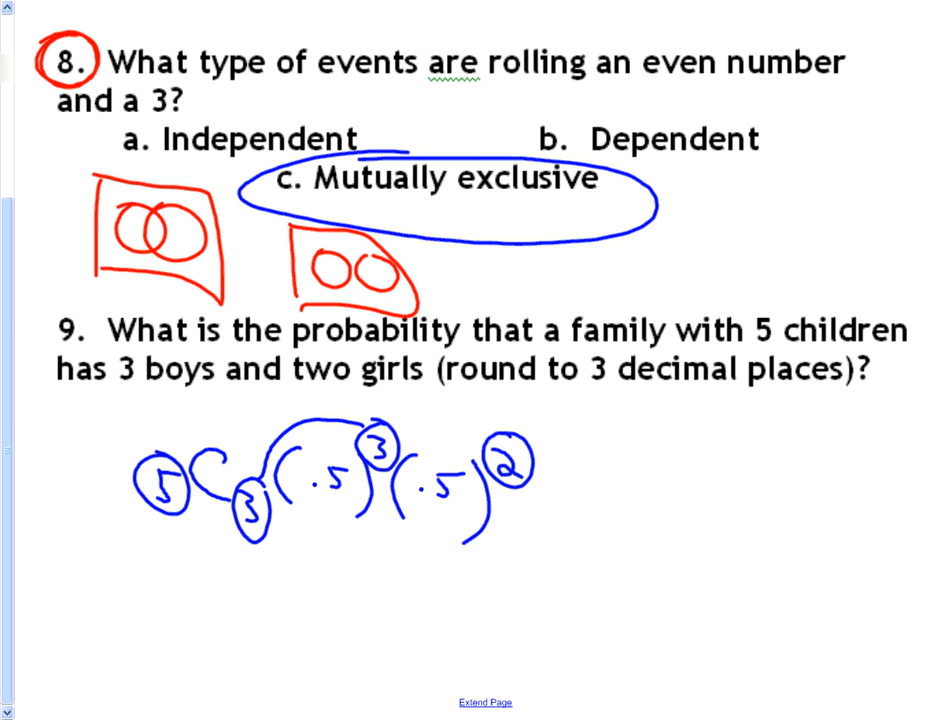 8. What type of events are rolling an even number
and a 3?
a. Independent b. Dependent
c. Mutually exclusive
9. What is the probability that a family with 5 children
has 3 boys and two girls (round to 3 decimal places)?
5C3(.5)^3(.5)^2
Extend Page